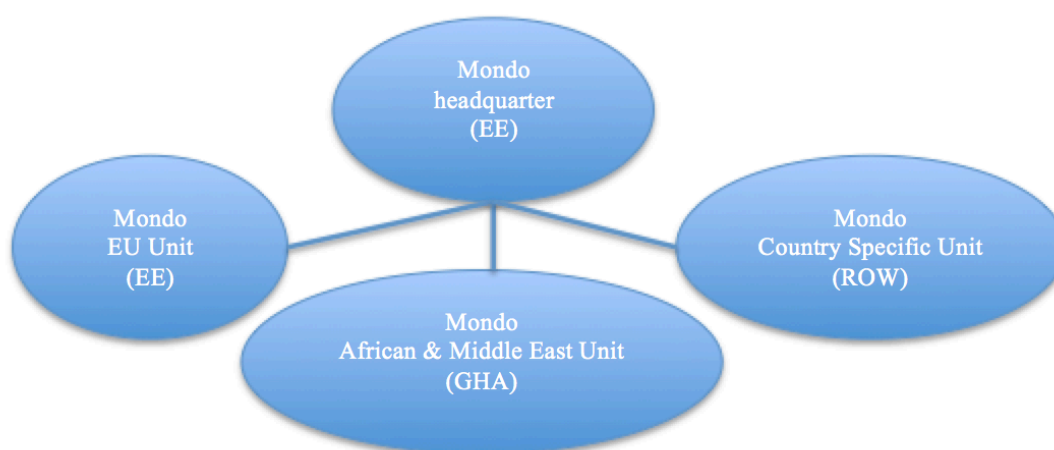 Mondo
headquarter
(EE)
Mondo
EU Unit
(EE)
Mondo
African & Middle East Unit
(GHA)
Mondo
Country Specific Unit
(ROW)